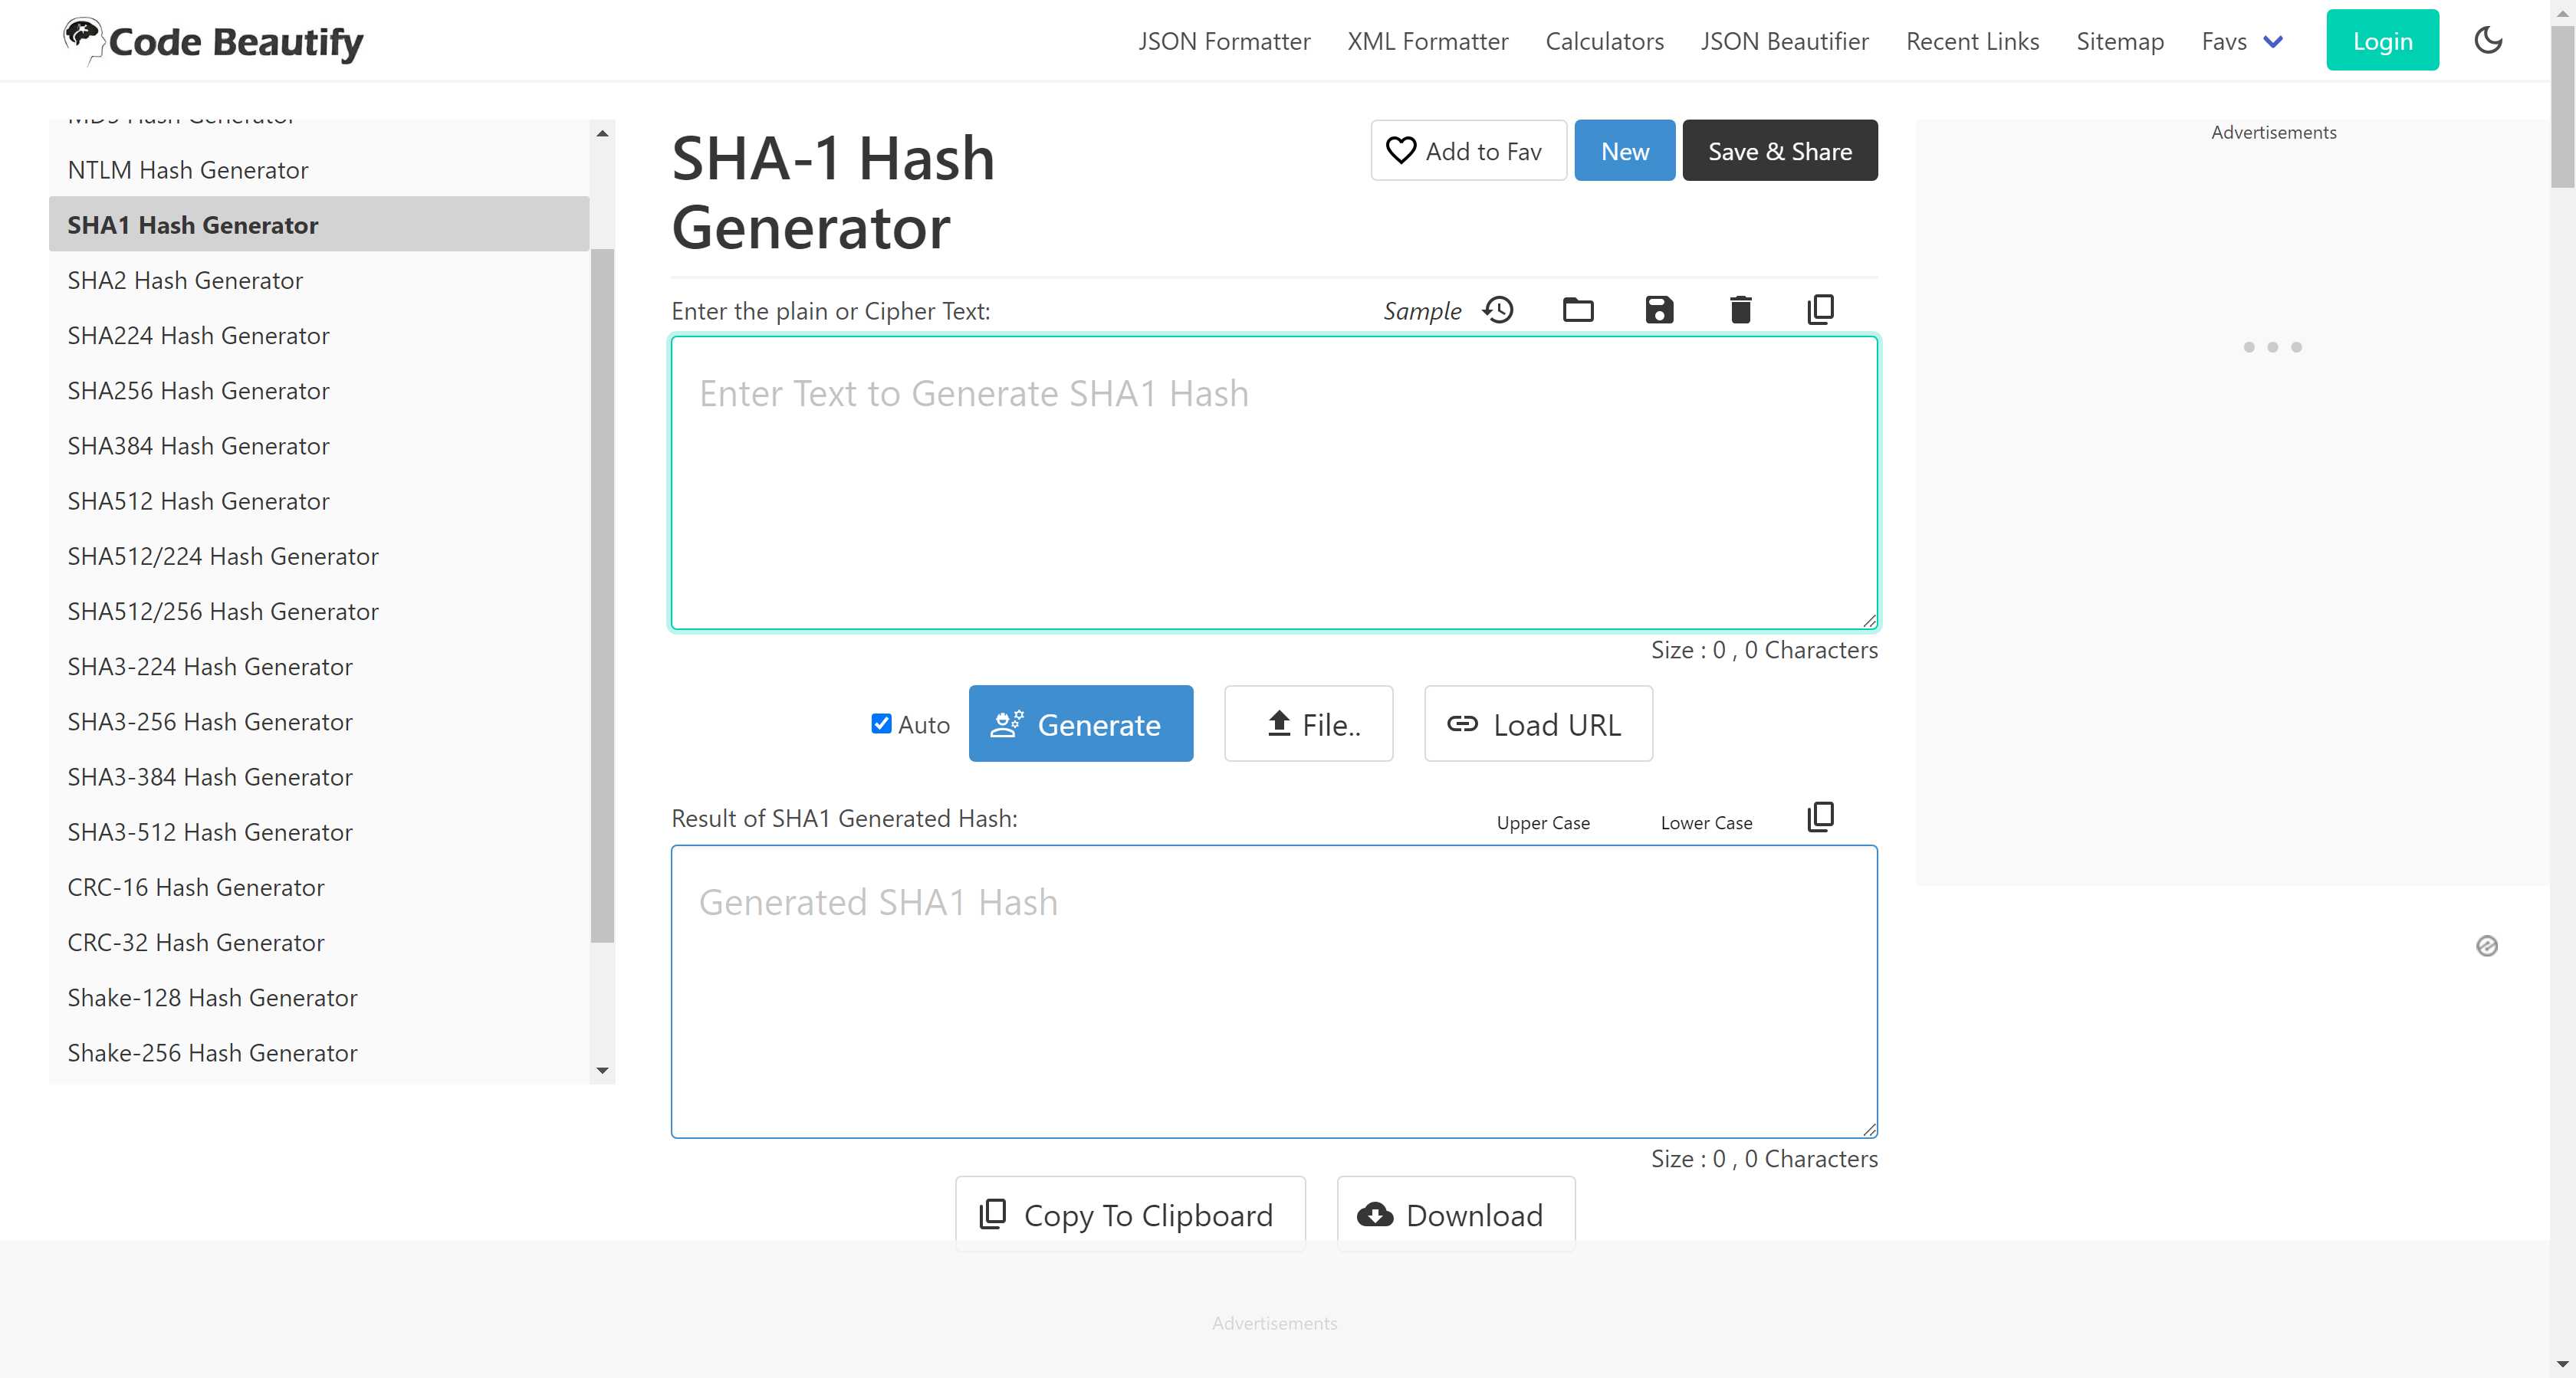 Code Beautify
JSON Formatter XML Formatter Calculators JSON Beautifier Recent Links Sitemap Favs Login
MD5 Hash Generator
NTLM Hash Generator
SHA1 Hash Generator
SHA2 Hash Generator
SHA224 Hash Generator
SHA256 Hash Generator
SHA384 Hash Generator
SHA512 Hash Generator
SHA512/224 Hash Generator
SHA512/256 Hash Generator
SHA3-224 Hash Generator
SHA3-256 Hash Generator
SHA3-384 Hash Generator
SHA3-512 Hash Generator
CRC-16 Hash Generator
CRC-32 Hash Generator
Shake-128 Hash Generator
Shake-256 Hash Generator
SHA-1 Hash
Generator
Add to Fav New Save & Share
Enter the plain or Cipher Text: Sample
Enter Text to Generate SHA1 Hash
Size : 0 , 0 Characters
Auto Generate File.. Load URL
Result of SHA1 Generated Hash: Upper Case Lower Case
Generated SHA1 Hash
Size : 0 , 0 Characters
Copy To Clipboard Download
Advertisements
Advertisements